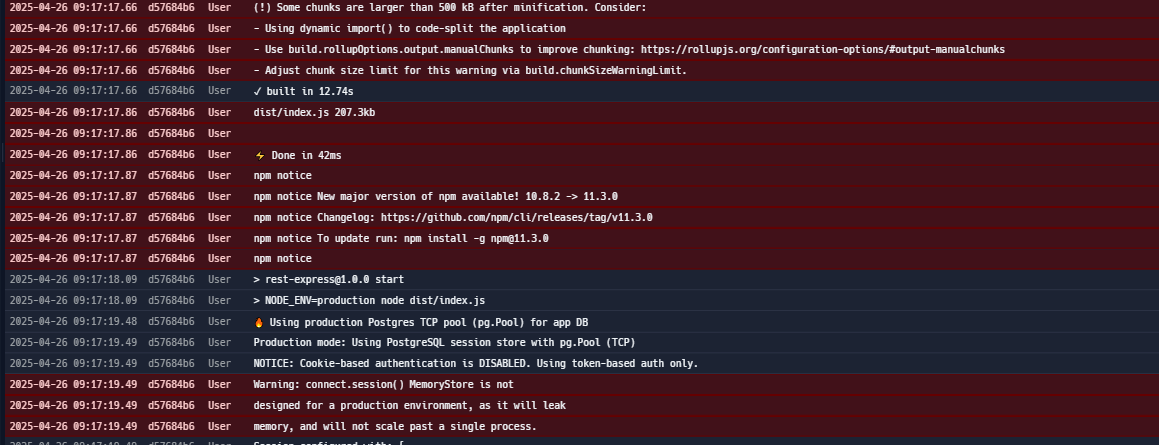 2025-04-26 09:17:17.66 d57684b6 User (!) Some chunks are larger than 500 kB after minification. Consider:
2025-04-26 09:17:17.66 d57684b6 User - Using dynamic import() to code-split the application
2025-04-26 09:17:17.66 d57684b6 User - Use build.rollupOptions.output.manualChunks to improve chunking: https://rollupjs.org/configuration-options/#output-manualchunks
2025-04-26 09:17:17.66 d57684b6 User - Adjust chunk size limit for this warning via build.chunkSizeWarningLimit.
2025-04-26 09:17:17.66 d57684b6 User ✓ built in 12.74s
2025-04-26 09:17:17.86 d57684b6 User dist/index.js 207.3kb
2025-04-26 09:17:17.86 d57684b6 User
2025-04-26 09:17:17.86 d57684b6 User ⚡ Done in 42ms
2025-04-26 09:17:17.87 d57684b6 User npm notice
2025-04-26 09:17:17.87 d57684b6 User npm notice New major version of npm available! 10.8.2 -> 11.3.0
2025-04-26 09:17:17.87 d57684b6 User npm notice Changelog: https://github.com/npm/cli/releases/tag/v11.3.0
2025-04-26 09:17:17.87 d57684b6 User npm notice To update run: npm install -g npm@11.3.0
2025-04-26 09:17:17.87 d57684b6 User npm notice
2025-04-26 09:17:18.09 d57684b6 User > rest-express@1.0.0 start
2025-04-26 09:17:18.09 d57684b6 User > NODE_ENV=production node dist/index.js
2025-04-26 09:17:19.48 d57684b6 User 🔥 Using production Postgres TCP pool (pg.Pool) for app DB
2025-04-26 09:17:19.49 d57684b6 User Production mode: Using PostgreSQL session store with pg.Pool (TCP)
2025-04-26 09:17:19.49 d57684b6 User NOTICE: Cookie-based authentication is DISABLED. Using token-based auth only.
2025-04-26 09:17:19.49 d57684b6 User Warning: connect.session() MemoryStore is not
2025-04-26 09:17:19.49 d57684b6 User designed for a production environment, as it will leak
2025-04-26 09:17:19.49 d57684b6 User memory, and will not scale past a single process.
2025-04-26 09:17:19.49 d57684b6 User Session configured with: {